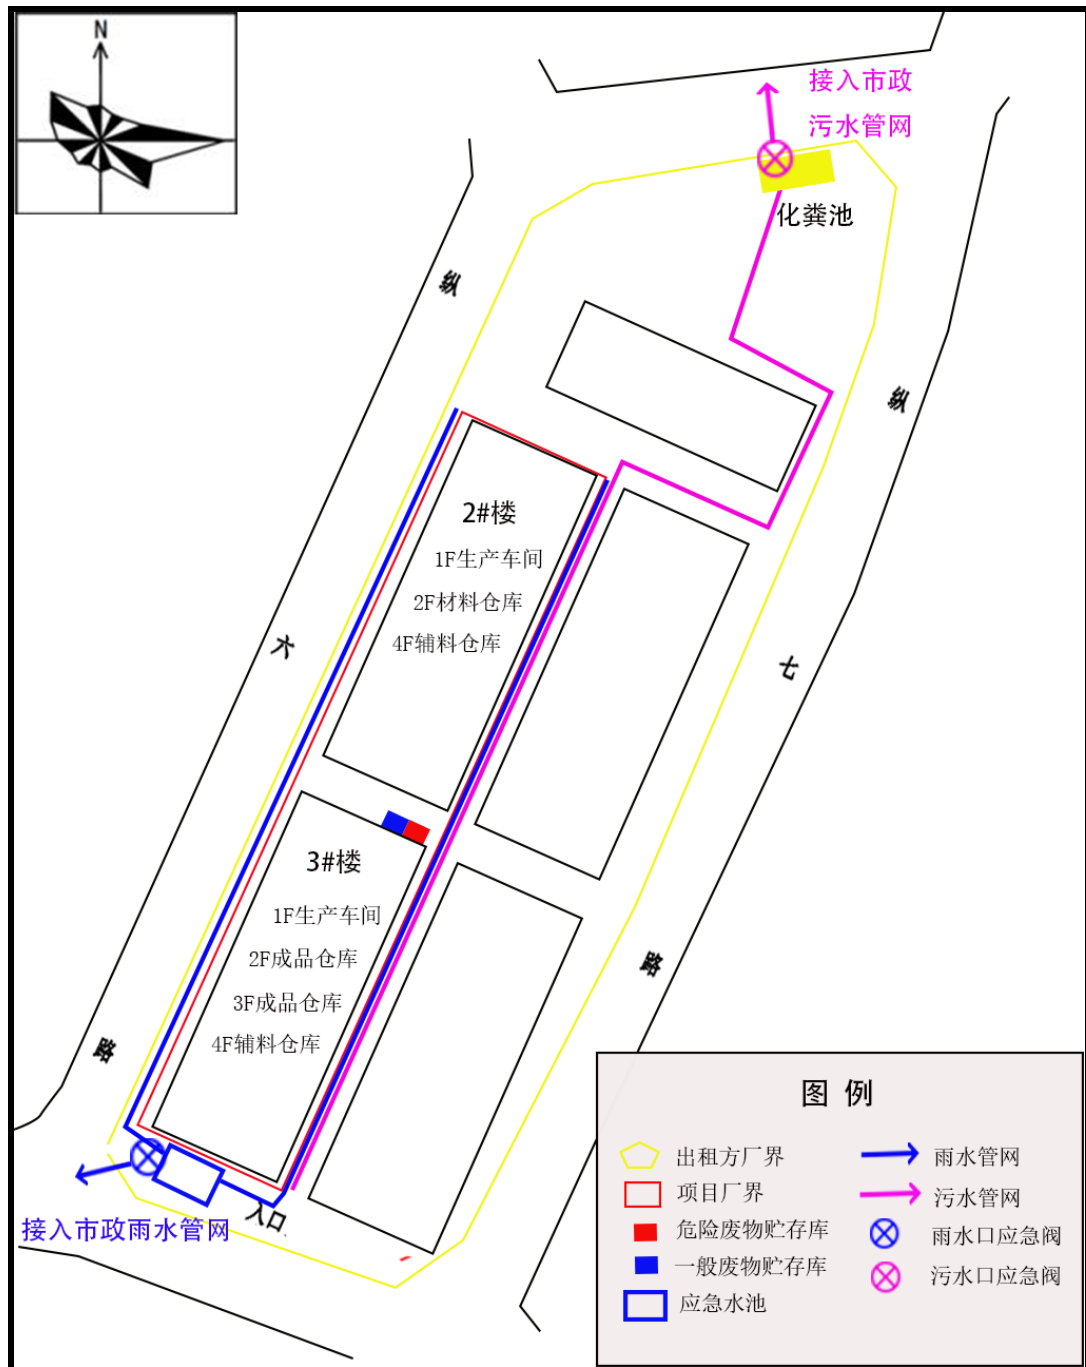 N
接入市政
污水管网
化粪池
纵
纵
2#楼
1F生产车间
2F材料仓库
4F辅料仓库
六
七
3#楼
1F生产车间
2F成品仓库
3F成品仓库
4F辅料仓库
路
路
接入市政雨水管网
入口
图 例
出租方厂界
雨水管网
项目厂界
污水管网
危险废物贮存库
雨水口应急阀
一般废物贮存库
污水口应急阀
应急水池